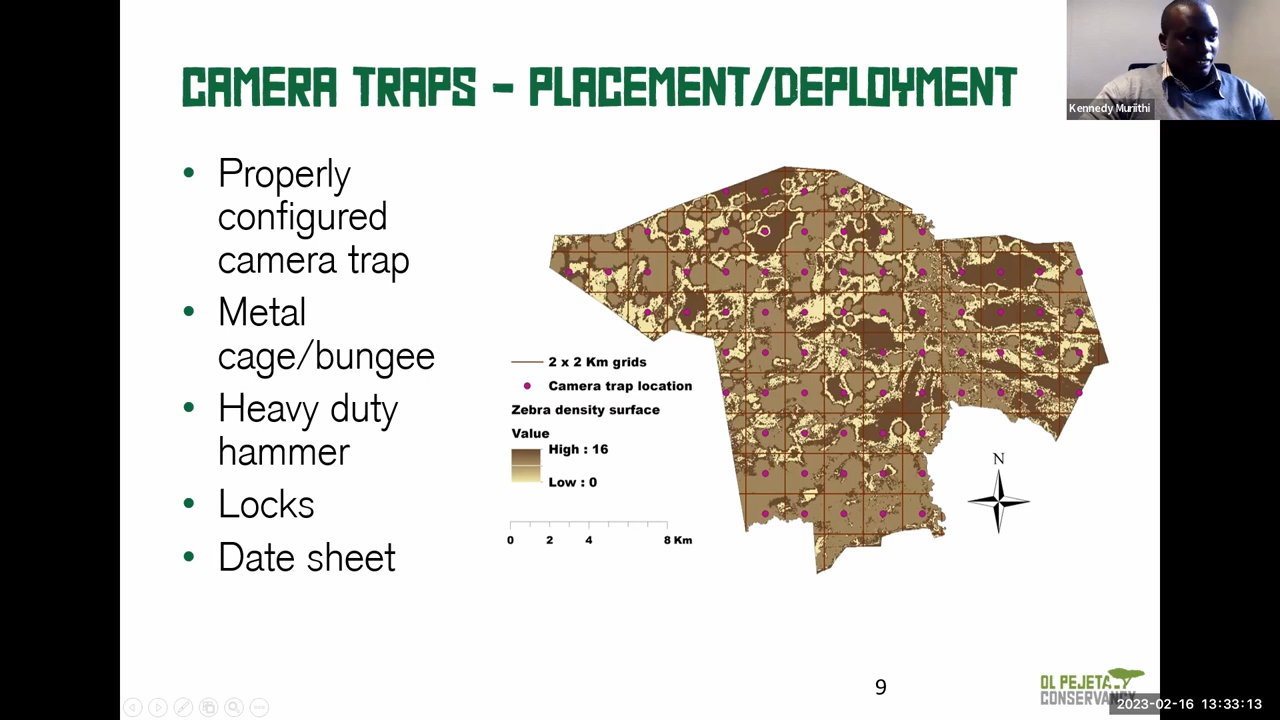 CAMERA TRAPS - PLACEMENT/DEPLOYMENT
Kennedy Muriithi
• Properly
configured
camera trap
• Metal
cage/bungee
• Heavy duty
hammer
• Locks
• Date sheet
2 x 2 Km grids
Camera trap location
Zebra density surface
Value
High : 16
Low : 0
0 2 4 8 Km
N
9
OL PEJETA
CONSERVANCY
2023-02-16 13:33:13